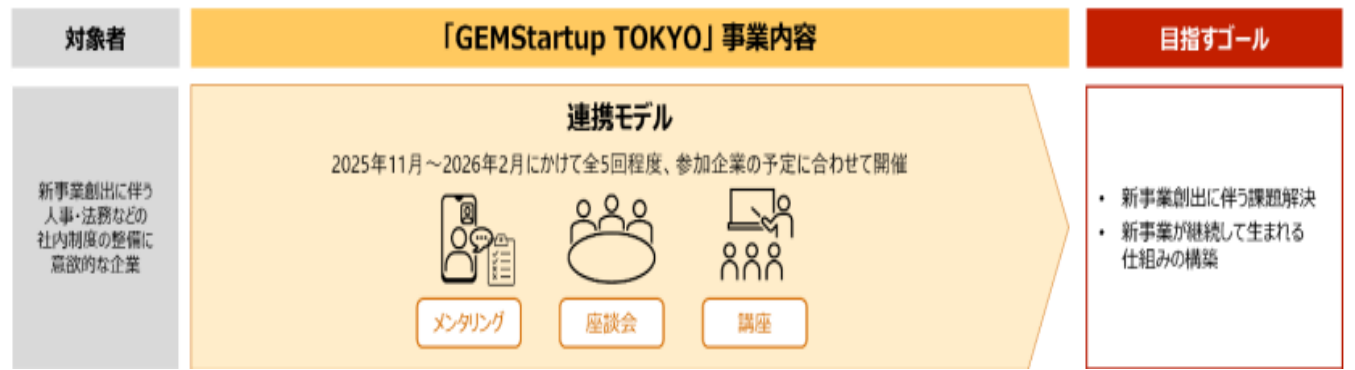 対象者
「GEMStartup TOKYO」事業内容
目指すゴール
新事業創出に伴う
人事・法務などの
社内制度の整備に
意欲的な企業
連携モデル
2025年11月～2026年2月にかけて全5回程度、参加企業の予定に合わせて開催
メンタリング
座談会
講座
• 新事業創出に伴う課題解決
• 新事業が継続して生まれる
仕組みの構築